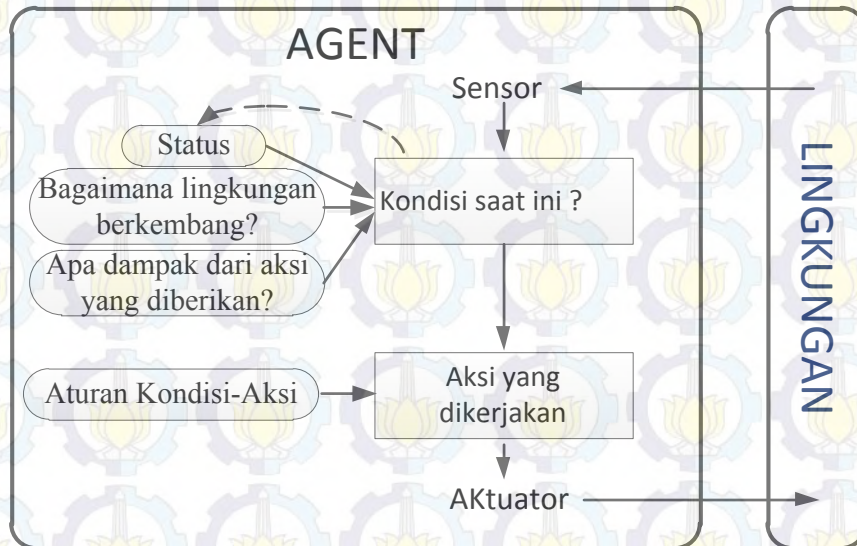 AGENT
Sensor
Status
Bagaimana lingkungan
berkembang?
Kondisi saat ini ?
Apa dampak dari aksi
yang diberikan?
Aturan Kondisi-Aksi
Aksi yang
dikerjakan
AKtuator
LINGKUNGAN